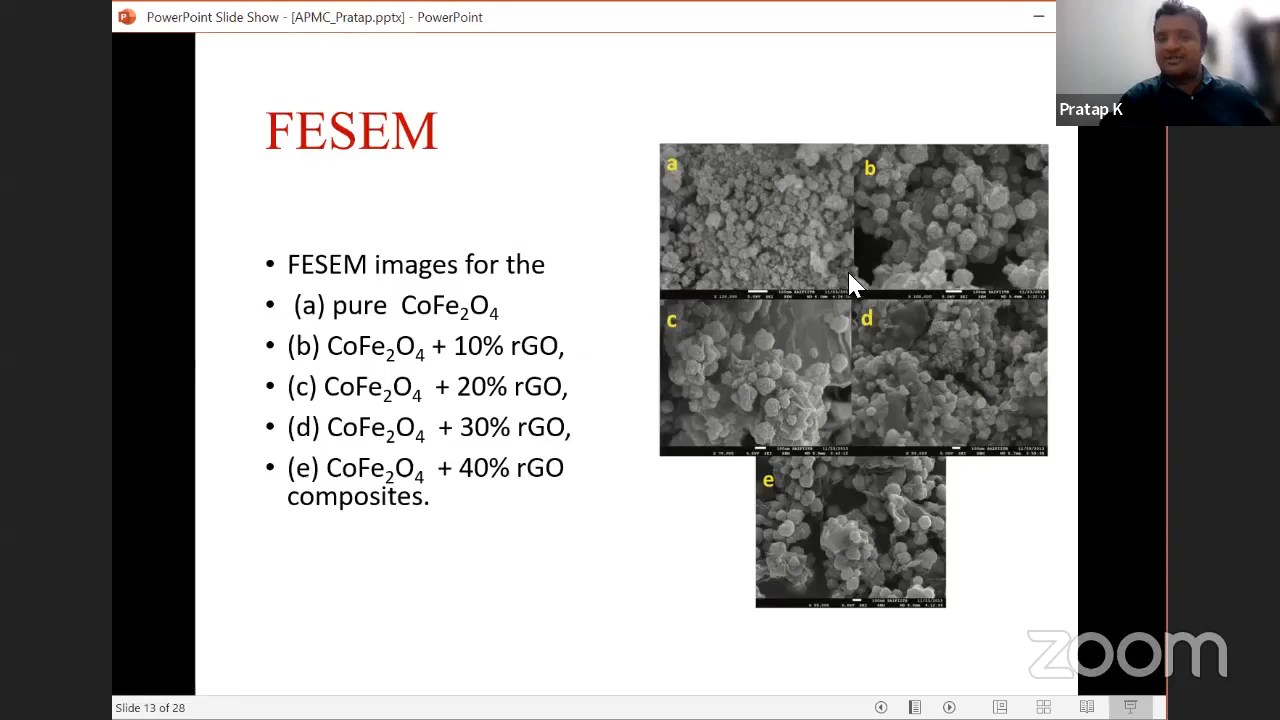 PowerPoint Slide Show - [APMC_Pratap.pptx] - PowerPoint
Pratap K
FESEM
• FESEM images for the
• (a) pure CoFe₂O₄
• (b) CoFe₂O₄ + 10% rGO,
• (c) CoFe₂O₄ + 20% rGO,
• (d) CoFe₂O₄ + 30% rGO,
• (e) CoFe₂O₄ + 40% rGO
composites.
a
b
c
d
e
zoom
Slide 13 of 28